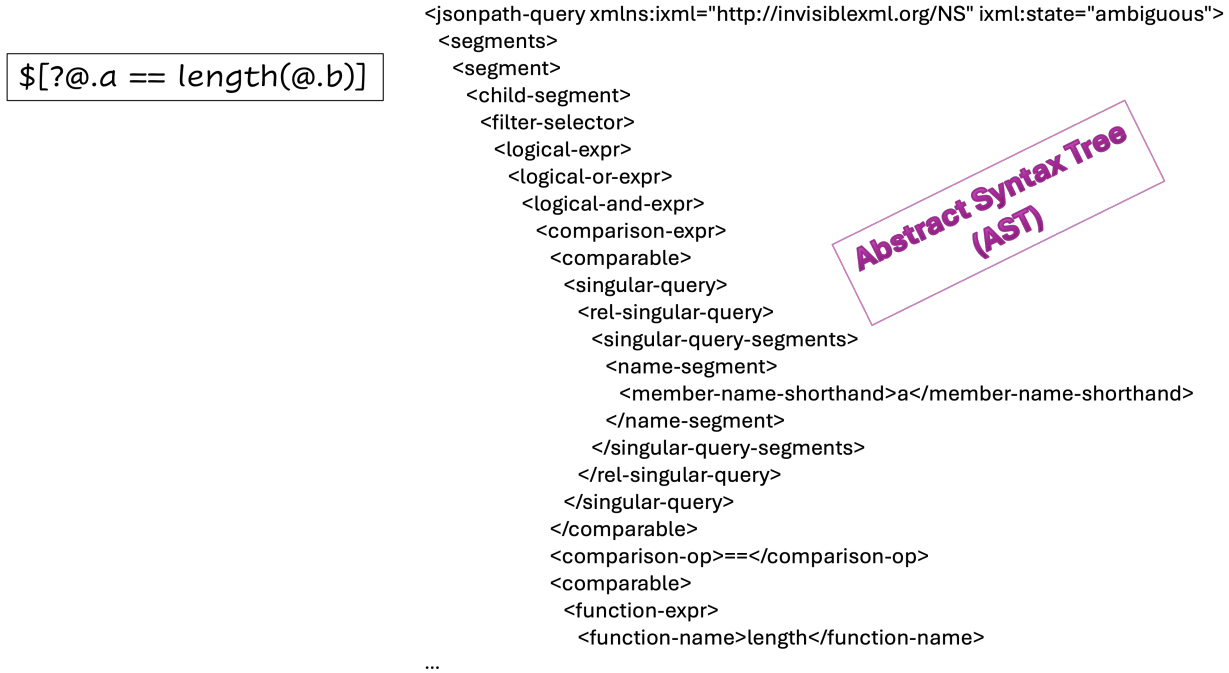 $[?@.a == length(@.b)]
<jsonpath-query xmlns:ixml="http://invisiblexml.org/NS" ixml:state="ambiguous">
<segments>
<segment>
<child-segment>
<filter-selector>
<logical-expr>
<logical-or-expr>
<logical-and-expr>
<comparison-expr>
<comparable>
<singular-query>
<rel-singular-query>
<singular-query-segments>
<name-segment>
<member-name-shorthand>a</member-name-shorthand>
</name-segment>
</singular-query-segments>
</rel-singular-query>
</singular-query>
</comparable>
<comparison-op>==</comparison-op>
<comparable>
<function-expr>
<function-name>length</function-name>
...
Abstract Syntax Tree
(AST)